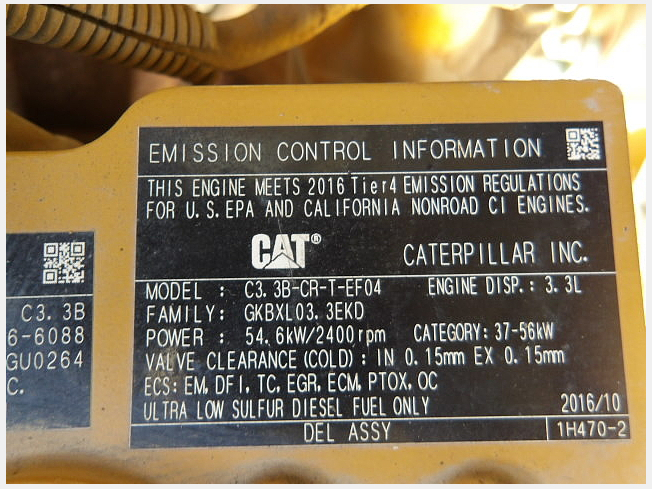 EMISSION CONTROL INFORMATION
THIS ENGINE MEETS 2016 Tier4 EMISSION REGULATIONS
FOR U.S.EPA AND CALIFORNIA NONROAD CI ENGINES.
CAT® CATERPILLAR INC.
MODEL : C3.3B-CR-T-EF04 ENGINE DISP.: 3.3L
FAMILY: GKBXL03.3EKD
POWER : 54.6kW/2400rpm CATEGORY: 37-56kW
VALVE CLEARANCE(COLD): IN 0.15mm EX 0.15mm
ECS: EM, DFI, TC, EGR, ECM, PTOX, OC
ULTRA LOW SULFUR DIESEL FUEL ONLY 2016/10
DEL ASSY 1H470-2
C3.3B
6-6088
GU0264
C.